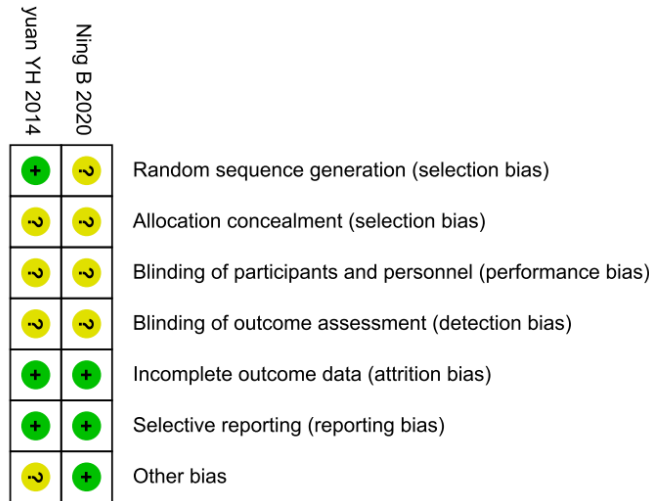 yuan YH 2014
Ning B 2020
+ ? Random sequence generation (selection bias)
? ? Allocation concealment (selection bias)
? ? Blinding of participants and personnel (performance bias)
? ? Blinding of outcome assessment (detection bias)
+ + Incomplete outcome data (attrition bias)
+ + Selective reporting (reporting bias)
? + Other bias